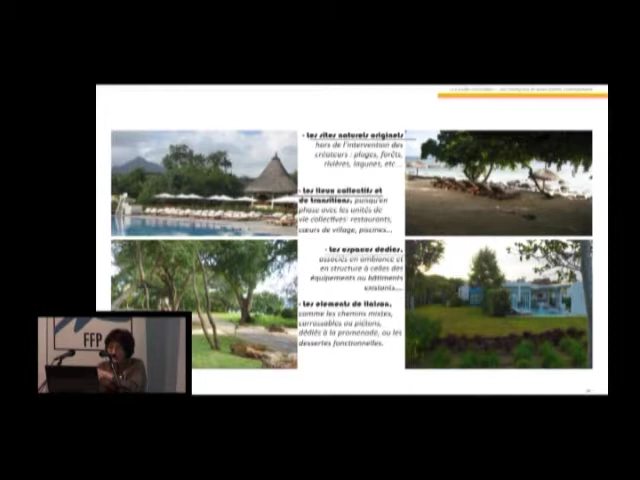 - Les sites naturels originels
hors de l'intervention des
créateurs : plages, forêts,
rivières, lagunes, etc...
- Les lieux collectifs et
de transitions, puisqu'en
phase avec les unités de
vie collectives: restaurants,
cœurs de village, piscines...
- Les espaces dédiés,
associés en ambiance et
en structure à celles des
équipements ou bâtiments
existants...
- Les elements de liaison,
comme les chemins mixtes,
carrossables ou piétons,
dédiés à la promenade, ou les
dessertes fonctionnelles.
FFP